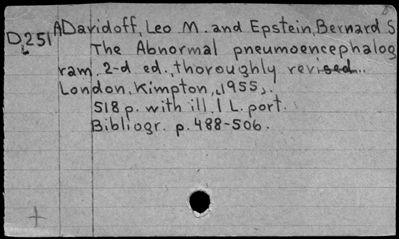 D251
ADavidoff, Leo M. and Epstein, Bernard S
The Abnormal pneumoencephalog
ram. 2-d ed., thoroughly revised..
London, Kimpton, 1955,.
518 p. with ill. 1 L. port.
Bibliogr. p. 488-506.